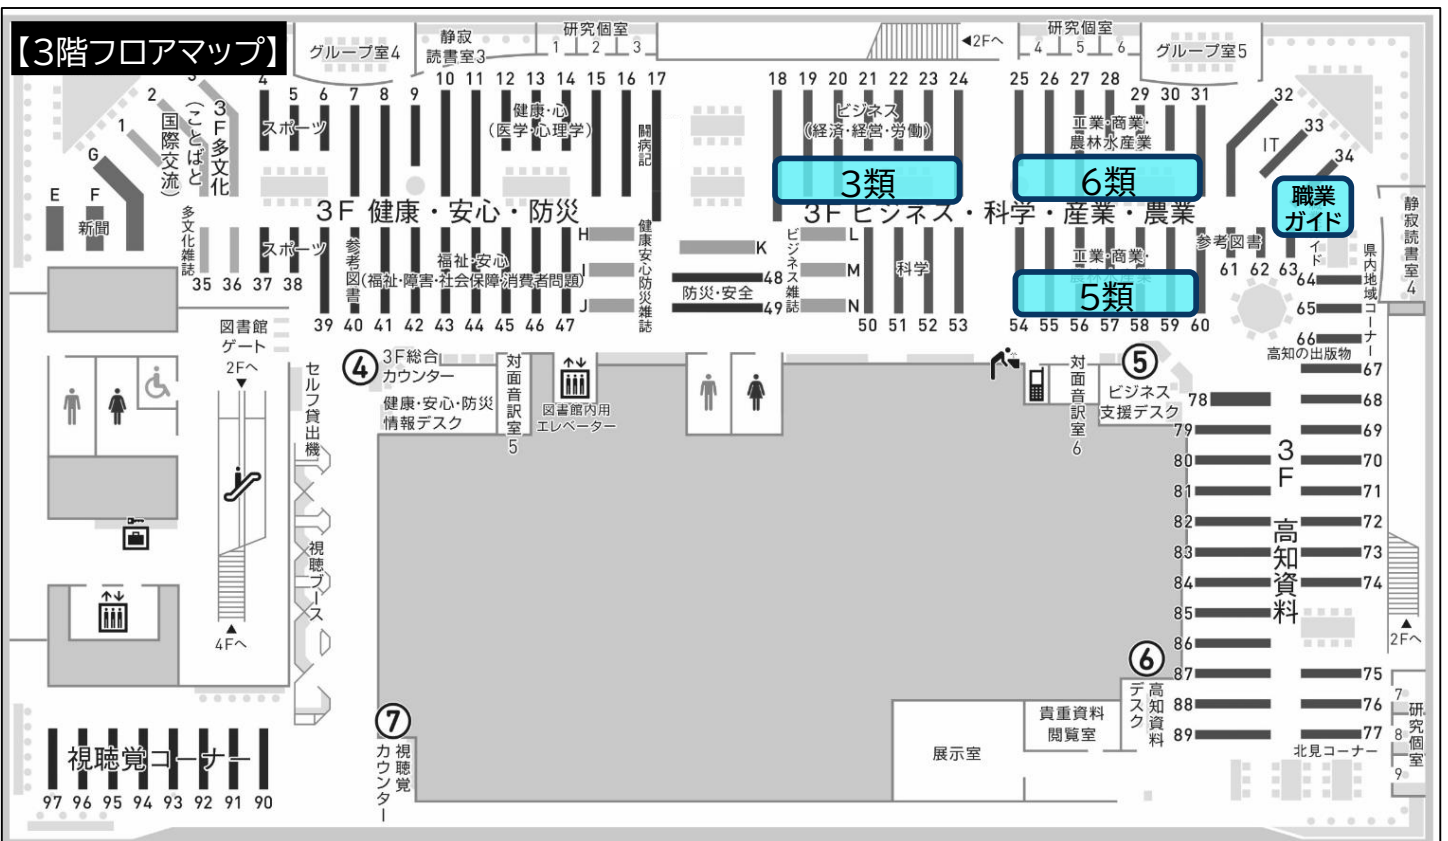 【3階フロアマップ】
グループ室4
静寂
読書室3
研究個室
1 2 3
◀2Fへ
研究個室
4 5 6
グループ室5
E F G 1 2 3 4 5 6 7 8 9 10 11 12 13 14 15 16 17
18 19 20 21 22 23 24
25 26 27 28 29 30 31 32 33 34
新聞
国際交流)
(ことばと
3F多文化
スポーツ
健康・心
(医学・心理学)
闘病記
ビジネス
(経済・経営・労働)
工業・商業・
農林水産業
IT
3類
6類
職業
ガイド
イド
3F 健康・安心・防災
3F ビジネス・科学・産業・農業
多文化雑誌
スポーツ
参考図書
福祉・安心
(福祉・障害・社会保障・消費者問題)
H
I
J
健康安心防災雑誌
K
48
防災・安全
49
ビジネス雑誌
L
M
N
科学
工業・商業・
5類
参考図書
61 62 63
県内地域コーナー
静寂読書室4
35 36 37 38
39 40 41 42 43 44 45 46 47
50 51 52 53
54 55 56 57 58 59 60
64
65
66
高知の出版物
67
図書館
ゲート
2Fへ
▼
セルフ貸出機
④
3F総合
カウンター
健康・安心・防災
情報デスク
対面音訳室5
図書館内用
エレベーター
対面音訳室6
⑤
ビジネス
支援デスク
78
79
80
81
82
83
84
85
86
87
88
89
3F 高知資料
68
69
70
71
72
73
74
75
76
77
▲
2Fへ
視聴ブース
▲
4Fへ
⑥
高知資料
デスク
貴重資料
閲覧室
展示室
⑦
視聴覚
カウンター
北見コーナー
7
8
9
研究個室
視聴覚コーナー
97 96 95 94 93 92 91 90